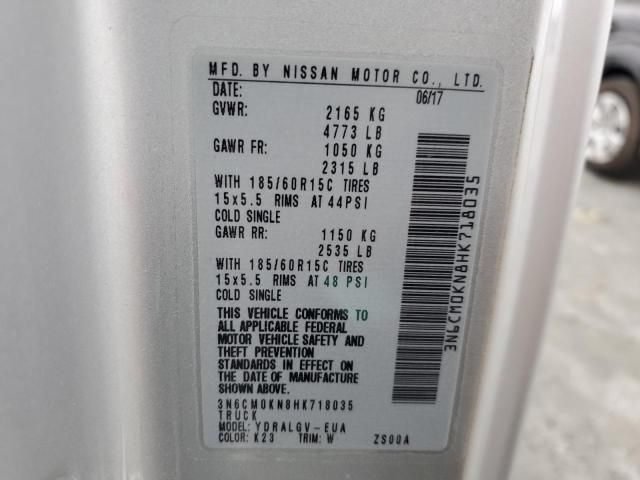 MFD. BY NISSAN MOTOR CO., LTD.
DATE: 06/17
GVWR: 2165 KG
4773 LB
GAWR FR: 1050 KG
2315 LB
WITH 185/60R15C TIRES
15x5.5 RIMS AT 44PSI
COLD SINGLE
GAWR RR: 1150 KG
2535 LB
WITH 185/60R15C TIRES
15x5.5 RIMS AT 48 PSI
COLD SINGLE
THIS VEHICLE CONFORMS TO
ALL APPLICABLE FEDERAL
MOTOR VEHICLE SAFETY AND
THEFT PREVENTION
STANDARDS IN EFFECT ON
THE DATE OF MANUFACTURE
SHOWN ABOVE.
3N6CM0KN8HK718035
TRUCK
MODEL: YDRALGV-EUA
COLOR: K23 TRIM: W ZS00A
3N6CM0KN8HK718035